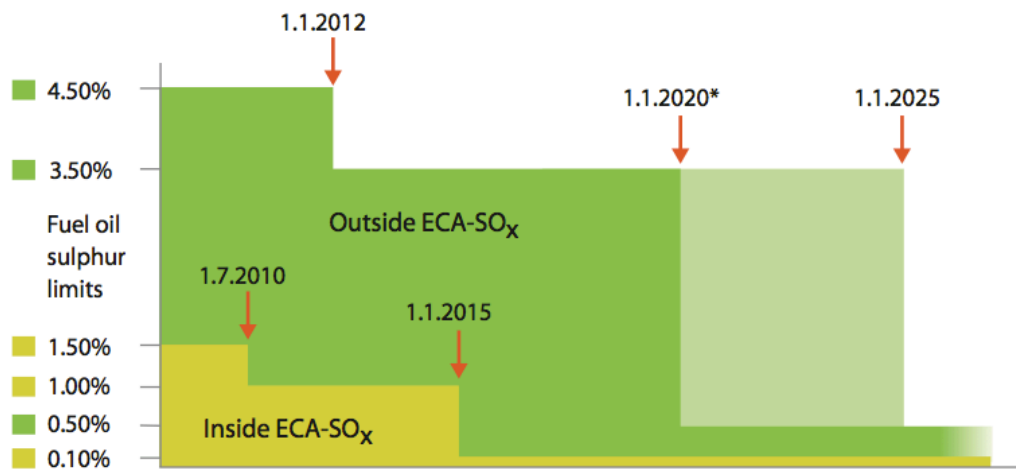 1.1.2012
4.50%
1.1.2020*
1.1.2025
3.50%
Outside ECA-SOx
Fuel oil
sulphur
limits
1.7.2010
1.1.2015
1.50%
1.00%
0.50%
Inside ECA-SOx
0.10%